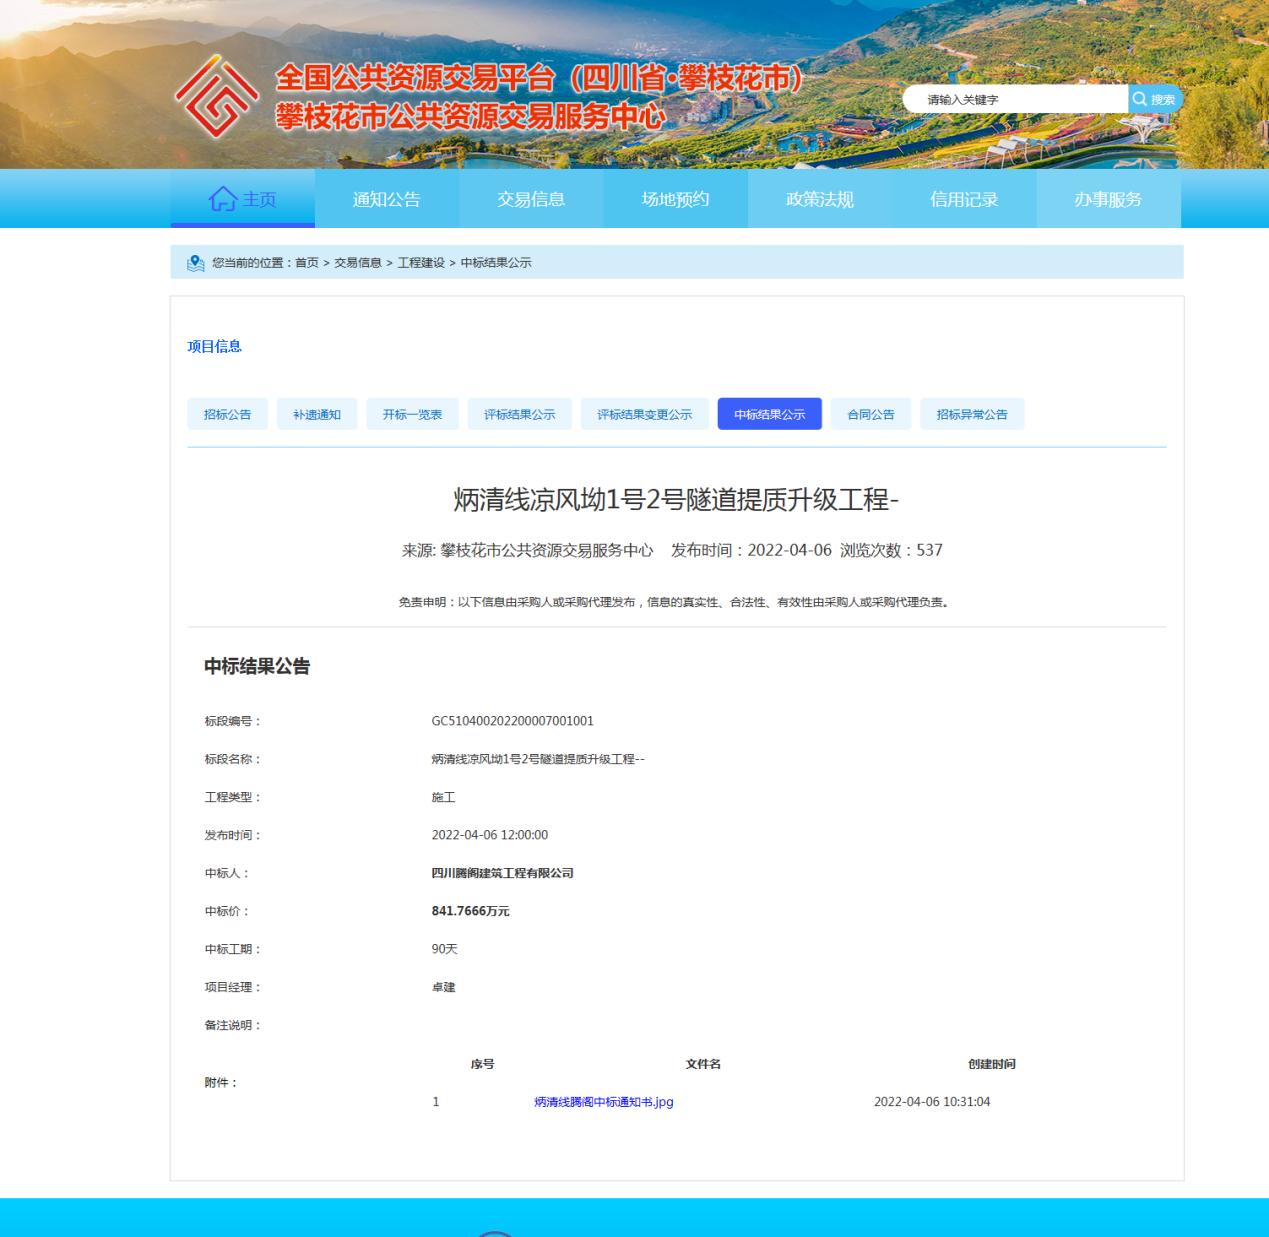 全国公共资源交易平台（四川省·攀枝花市）
攀枝花市公共资源交易服务中心
请输入关键字 搜索
主页 通知公告 交易信息 场地预约 政策法规 信用记录 办事服务
您当前的位置：首页 > 交易信息 > 工程建设 > 中标结果公示
项目信息
招标公告 补遗通知 开标一览表 评标结果公示 评标结果变更公示 中标结果公示 合同公告 招标异常公告
炳清线凉风坳1号2号隧道提质升级工程-
来源: 攀枝花市公共资源交易服务中心 发布时间：2022-04-06 浏览次数：537
免责申明：以下信息由采购人或采购代理发布，信息的真实性、合法性、有效性由采购人或采购代理负责。
中标结果公告
标段编号： GC510400202200007001001
标段名称： 炳清线凉风坳1号2号隧道提质升级工程--
工程类型： 施工
发布时间： 2022-04-06 12:00:00
中标人： 四川腾阁建筑工程有限公司
中标价： 841.7666万元
中标工期： 90天
项目经理： 卓建
备注说明：
序号 文件名 创建时间
附件：
1 炳清线腾阁中标通知书.jpg 2022-04-06 10:31:04